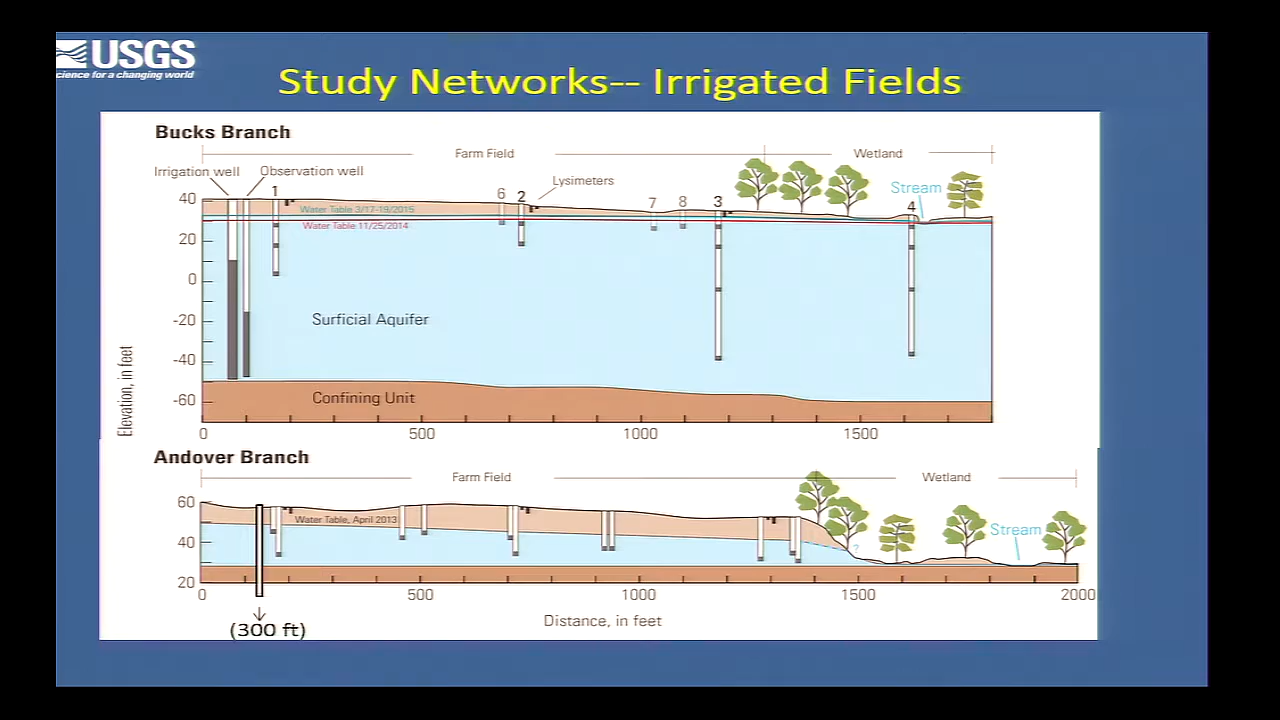 USGS
science for a changing world
Study Networks-- Irrigated Fields
Bucks Branch
Farm Field
Wetland
Irrigation well
Observation well
Lysimeters
Stream
1
6
2
7
8
3
4
Water Table 3/17-19/2015
Water Table 11/25/2014
40
20
0
-20
-40
-60
Surficial Aquifer
Confining Unit
Elevation, in feet
0 500 1000 1500
Andover Branch
Farm Field
Wetland
60
40
20
Water Table, April 2013
?
Stream
0 500 1000 1500 2000
Distance, in feet
(300 ft)